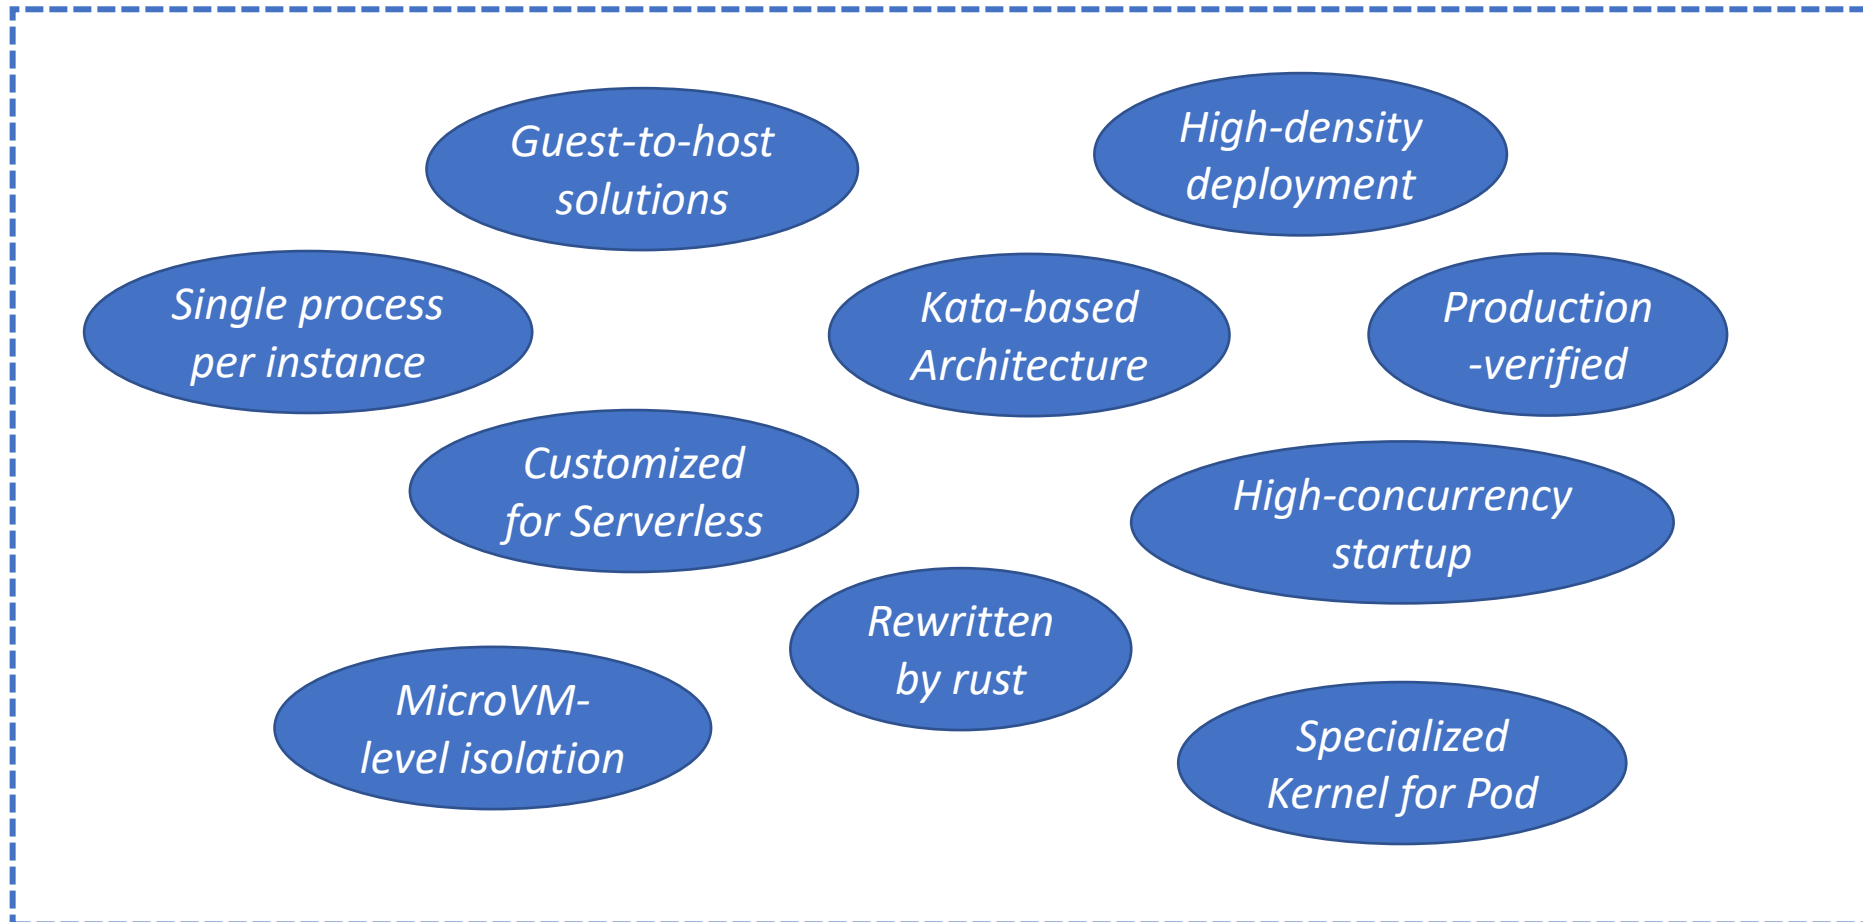 Guest-to-host
solutions
High-density
deployment
Single process
per instance
Kata-based
Architecture
Production
-verified
Customized
for Serverless
High-concurrency
startup
Rewritten
by rust
MicroVM-
level isolation
Specialized
Kernel for Pod